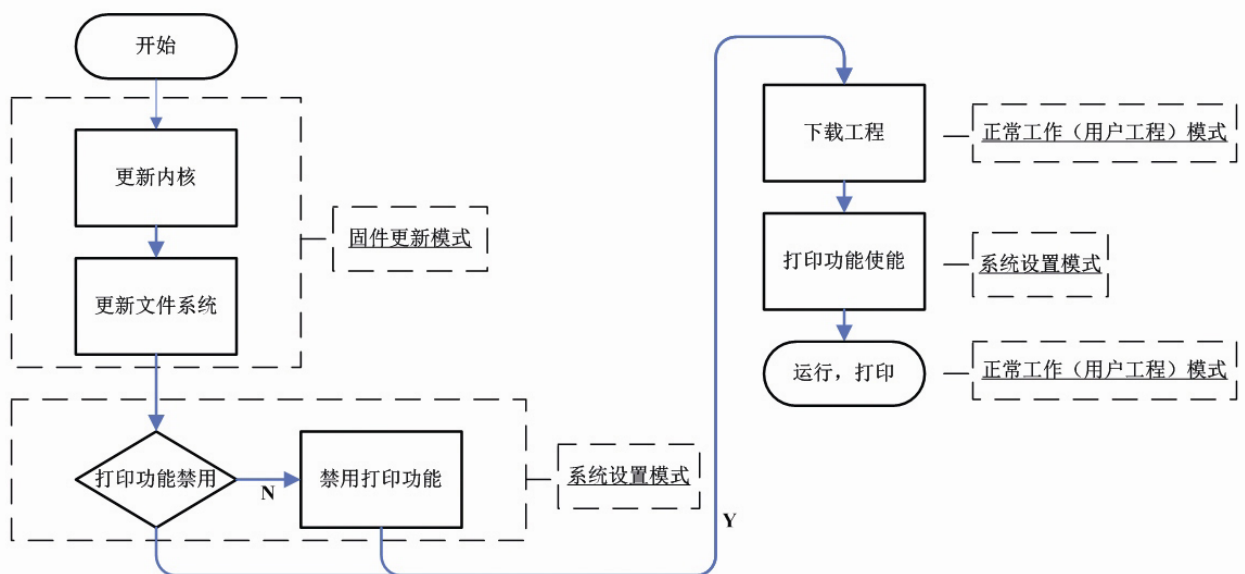 开始
更新内核
更新文件系统
固件更新模式
打印功能禁用
N
禁用打印功能
系统设置模式
Y
下载工程
正常工作（用户工程）模式
打印功能使能
系统设置模式
运行，打印
正常工作（用户工程）模式